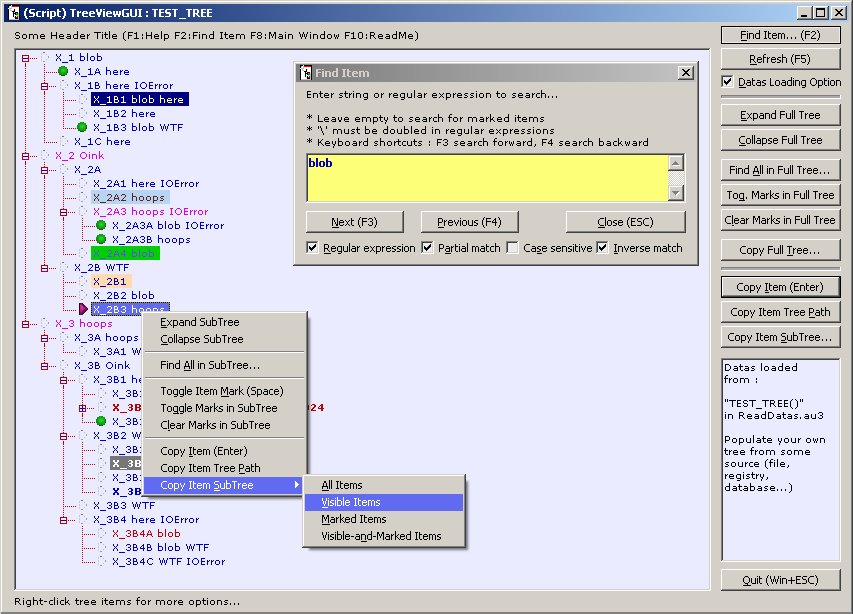 (Script) TreeViewGUI : TEST_TREE
Some Header Title (F1:Help F2:Find Item F8:Main Window F10:ReadMe)
X_1 blob
X_1A here
X_1B here IOError
X_1B1 blob here
X_1B2 here
X_1B3 blob WTF
X_1C here
X_2 Oink
X_2A
X_2A1 here IOError
X_2A2 hoops
X_2A3 hoops IOError
X_2A3A blob IOError
X_2A3B hoops
X_2A4 blob
X_2B WTF
X_2B1
X_2B2 blob
X_2B3 hoops
X_3 hoops
X_3A hoops
X_3A1 W
X_3B Oink
X_3B1 h
X_3B
X_3B 024
X_3B
X_3B2 W
X_3B
X_3B
X_3B
X_3B
X_3B3 WTF
X_3B4 here IOError
X_3B4A blob
X_3B4B blob WTF
X_3B4C WTF IOError
Find Item
Enter string or regular expression to search...
* Leave empty to search for marked items
* '\' must be doubled in regular expressions
* Keyboard shortcuts : F3 search forward, F4 search backward
blob
Next (F3) Previous (F4) Close (ESC)
Regular expression Partial match Case sensitive Inverse match
Expand SubTree
Collapse SubTree
Find All in SubTree...
Toggle Item Mark (Space)
Toggle Marks in SubTree
Clear Marks in SubTree
Copy Item (Enter)
Copy Item Tree Path
Copy Item SubTree
All Items
Visible Items
Marked Items
Visible-and-Marked Items
Find Item... (F2)
Refresh (F5)
Datas Loading Option
Expand Full Tree
Collapse Full Tree
Find All in Full Tree...
Tog. Marks in Full Tree
Clear Marks in Full Tree
Copy Full Tree...
Copy Item (Enter)
Copy Item Tree Path
Copy Item SubTree...
Datas loaded
from :
"TEST_TREE()"
in ReadDatas.au3
Populate your own
tree from some
source (file,
registry,
database...)
Quit (Win+ESC)
Right-click tree items for more options...